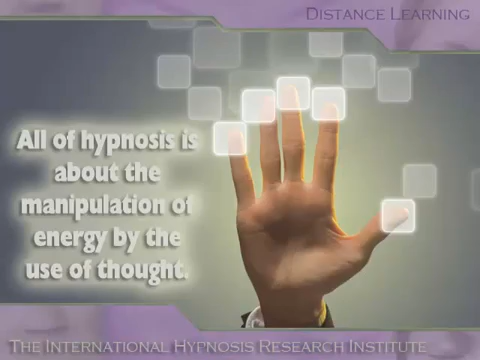 DISTANCE LEARNING
All of hypnosis is
about the
manipulation of
energy by the
use of thought.
THE INTERNATIONAL HYPNOSIS RESEARCH INSTITUTE